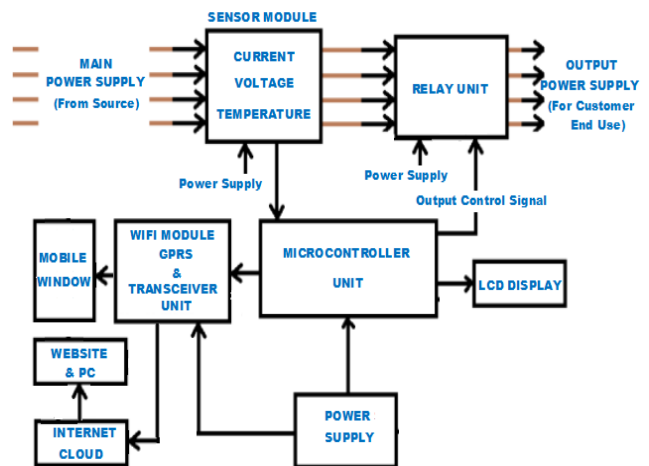 SENSOR MODULE
MAIN
POWER SUPPLY
(From Source)
CURRENT
VOLTAGE
TEMPERATURE
RELAY UNIT
OUTPUT
POWER SUPPLY
(For Customer
End Use)
Power Supply
Power Supply
Output Control Signal
MOBILE
WINDOW
WIFI MODULE
GPRS
&
TRANSCEIVER
UNIT
MICROCONTROLLER
UNIT
LCD DISPLAY
WEBSITE
& PC
INTERNET
CLOUD
POWER
SUPPLY